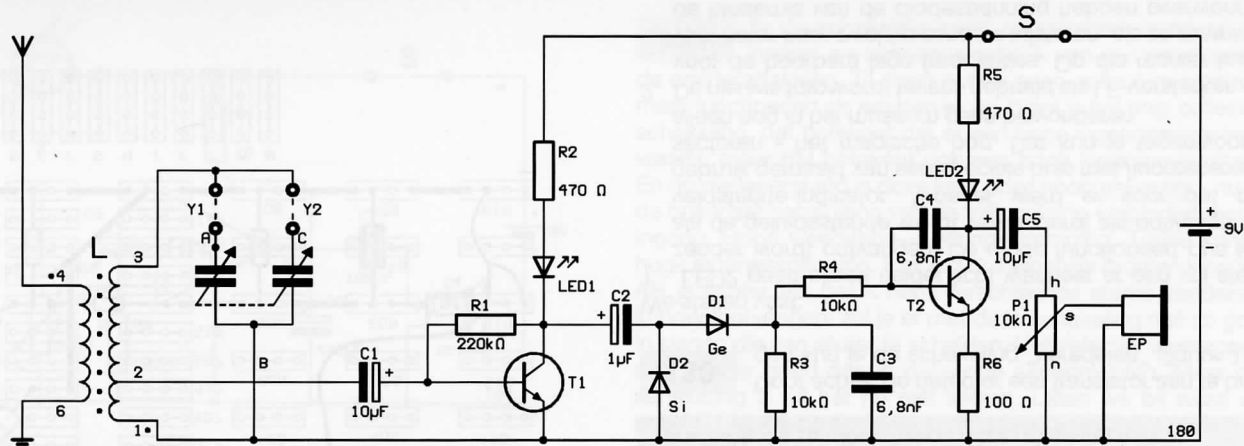 S
R5
470 Ω
R2
470 Ω
LED2
C4
6,8nF
+
C5
10μF
+
9V
Y1
Y2
A
C
L
3
•4
LED1
R4
10kΩ
T2
h
P1
10kΩ
s
n
EP
R1
220kΩ
C2
+
1μF
D1
Ge
B
2
C1
+
10μF
T1
D2
Si
R3
10kΩ
C3
6,8nF
R6
100 Ω
6
1•
180